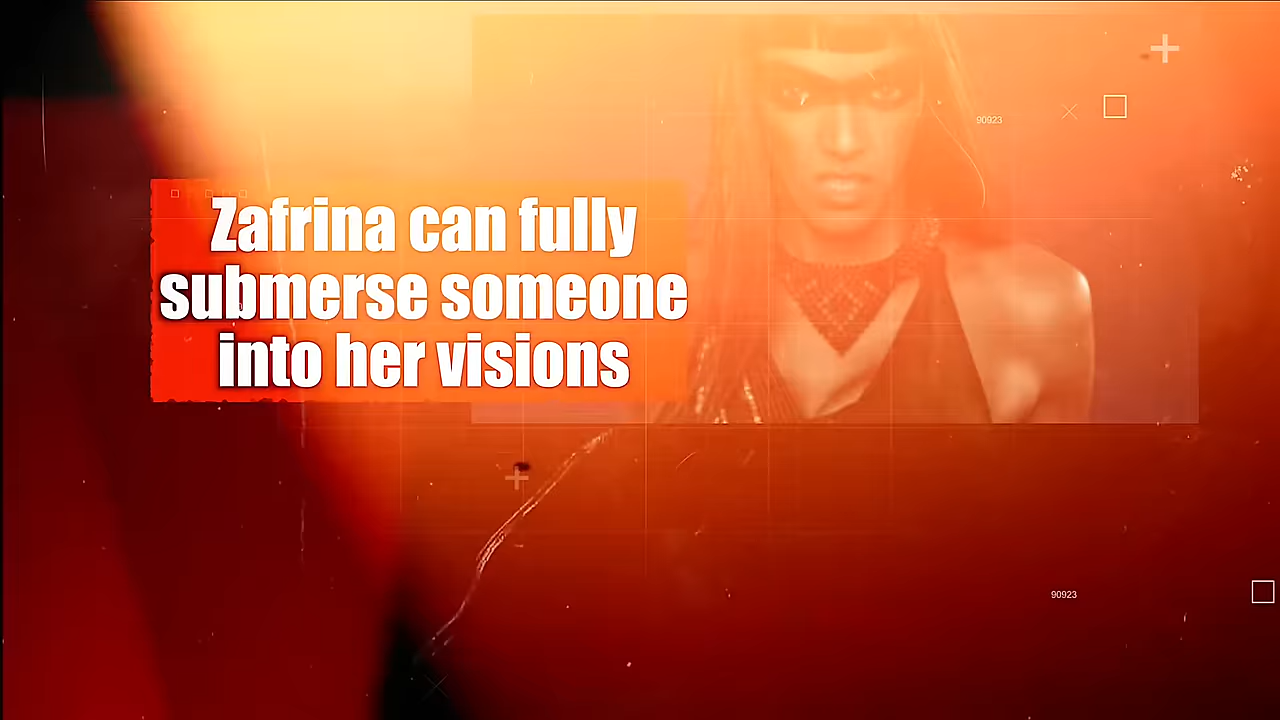 90923
Zafrina can fully
submerse someone
into her visions
90923